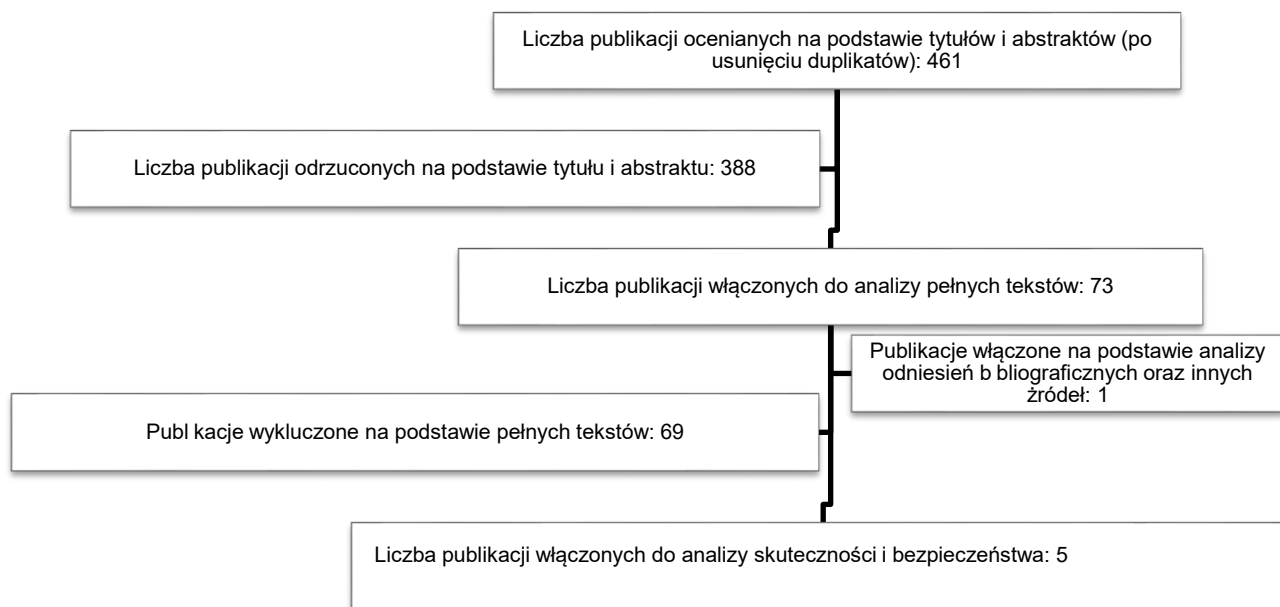 Liczba publikacji ocenianych na podstawie tytułów i abstraktów (po
usunięciu duplikatów): 461
Liczba publikacji odrzuconych na podstawie tytułu i abstraktu: 388
Liczba publikacji włączonych do analizy pełnych tekstów: 73
Publikacje włączone na podstawie analizy
odniesień b bliograficznych oraz innych
źródeł: 1
Publ kacje wykluczone na podstawie pełnych tekstów: 69
Liczba publikacji włączonych do analizy skuteczności i bezpieczeństwa: 5